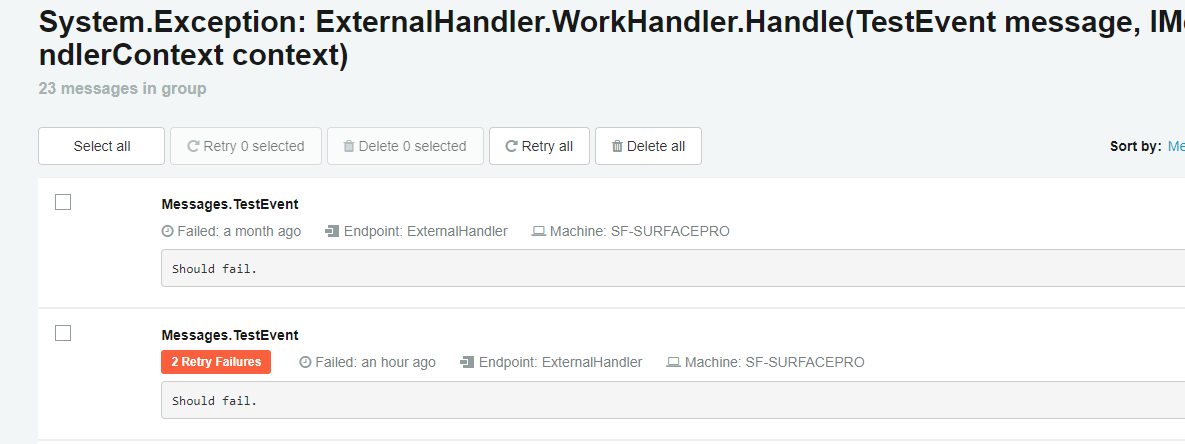 System.Exception: ExternalHandler.WorkHandler.Handle(TestEvent message, IM
ndlerContext context)
23 messages in group
Select all Retry 0 selected Delete 0 selected Retry all Delete all Sort by: Me
Messages.TestEvent
Failed: a month ago Endpoint: ExternalHandler Machine: SF-SURFACEPRO
Should fail.
Messages.TestEvent
2 Retry Failures Failed: an hour ago Endpoint: ExternalHandler Machine: SF-SURFACEPRO
Should fail.